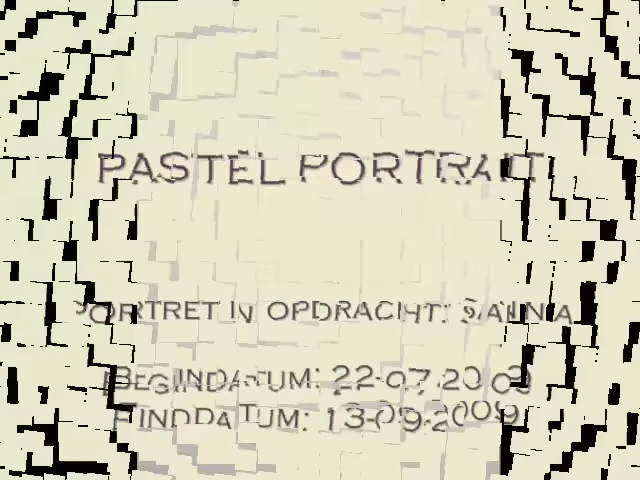 PASTEL PORTRAIT
PORTRET IN OPDRACHT:
BEGINDATUM: 22-07-2009
EINDDATUM: 13-09-2009